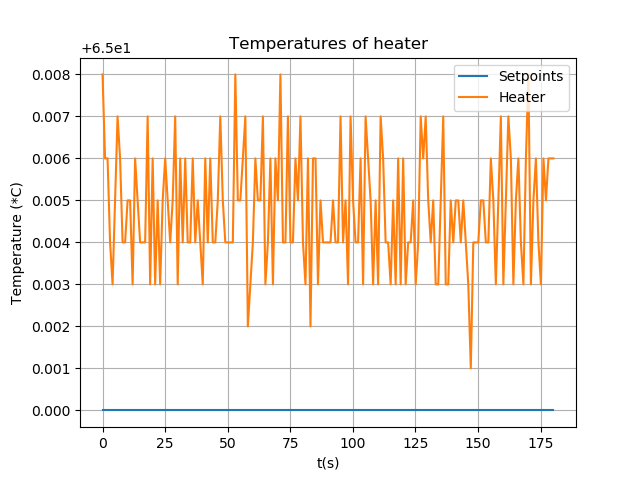 Temperatures of heater
+6.5e1
Setpoints
Heater
0.008
0.007
0.006
0.005
0.004
0.003
0.002
0.001
0.000
Temperature (*C)
0 25 50 75 100 125 150 175
t(s)